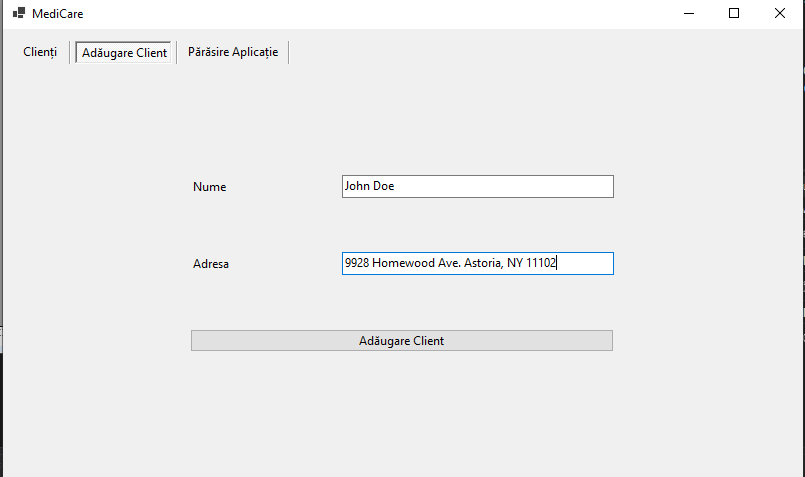 MediCare
Clienți Adăugare Client Părăsire Aplicație
Nume John Doe
Adresa 9928 Homewood Ave. Astoria, NY 11102
Adăugare Client